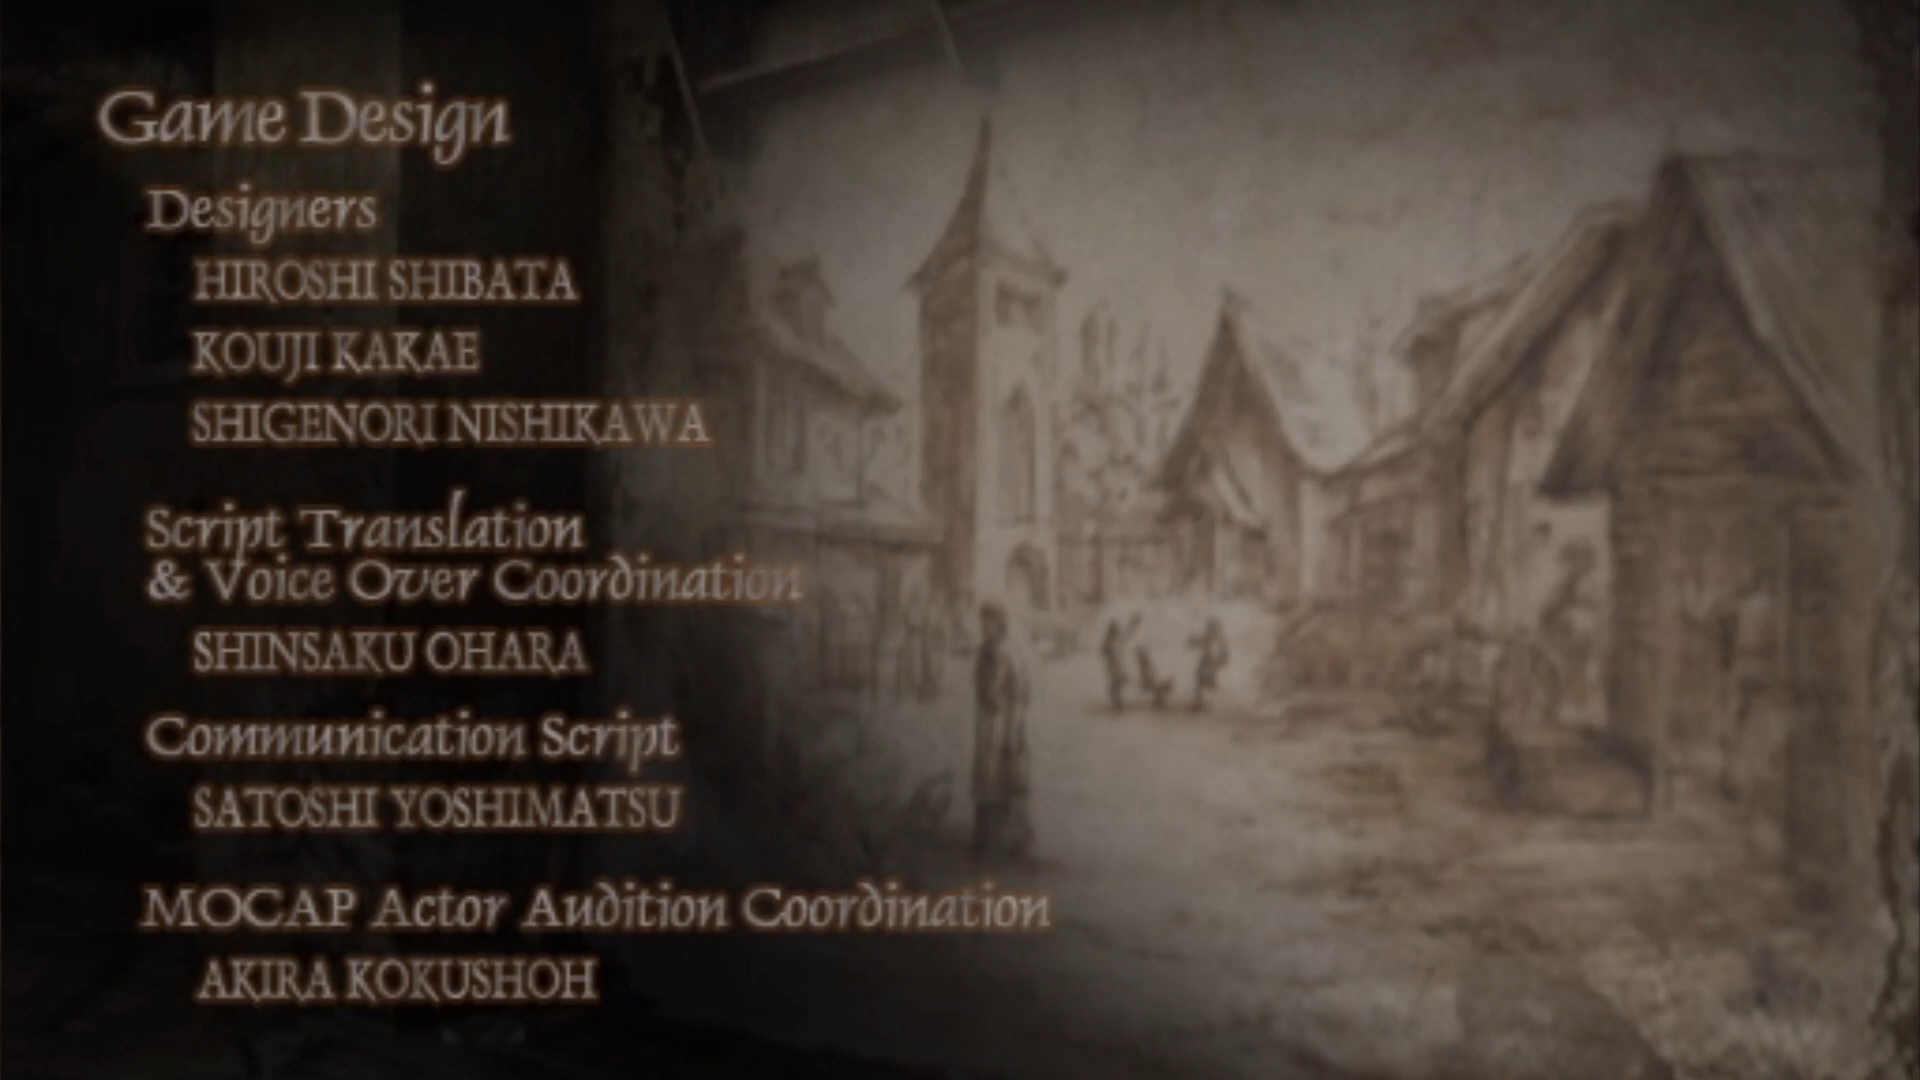 Game Design
Designers
HIROSHI SHIBATA
KOUJI KAKAE
SHIGENORI NISHIKAWA
Script Translation
& Voice Over Coordination
SHINSAKU OHARA
Communication Script
SATOSHI YOSHIMATSU
MOCAP Actor Audition Coordination
AKIRA KOKUSHOH